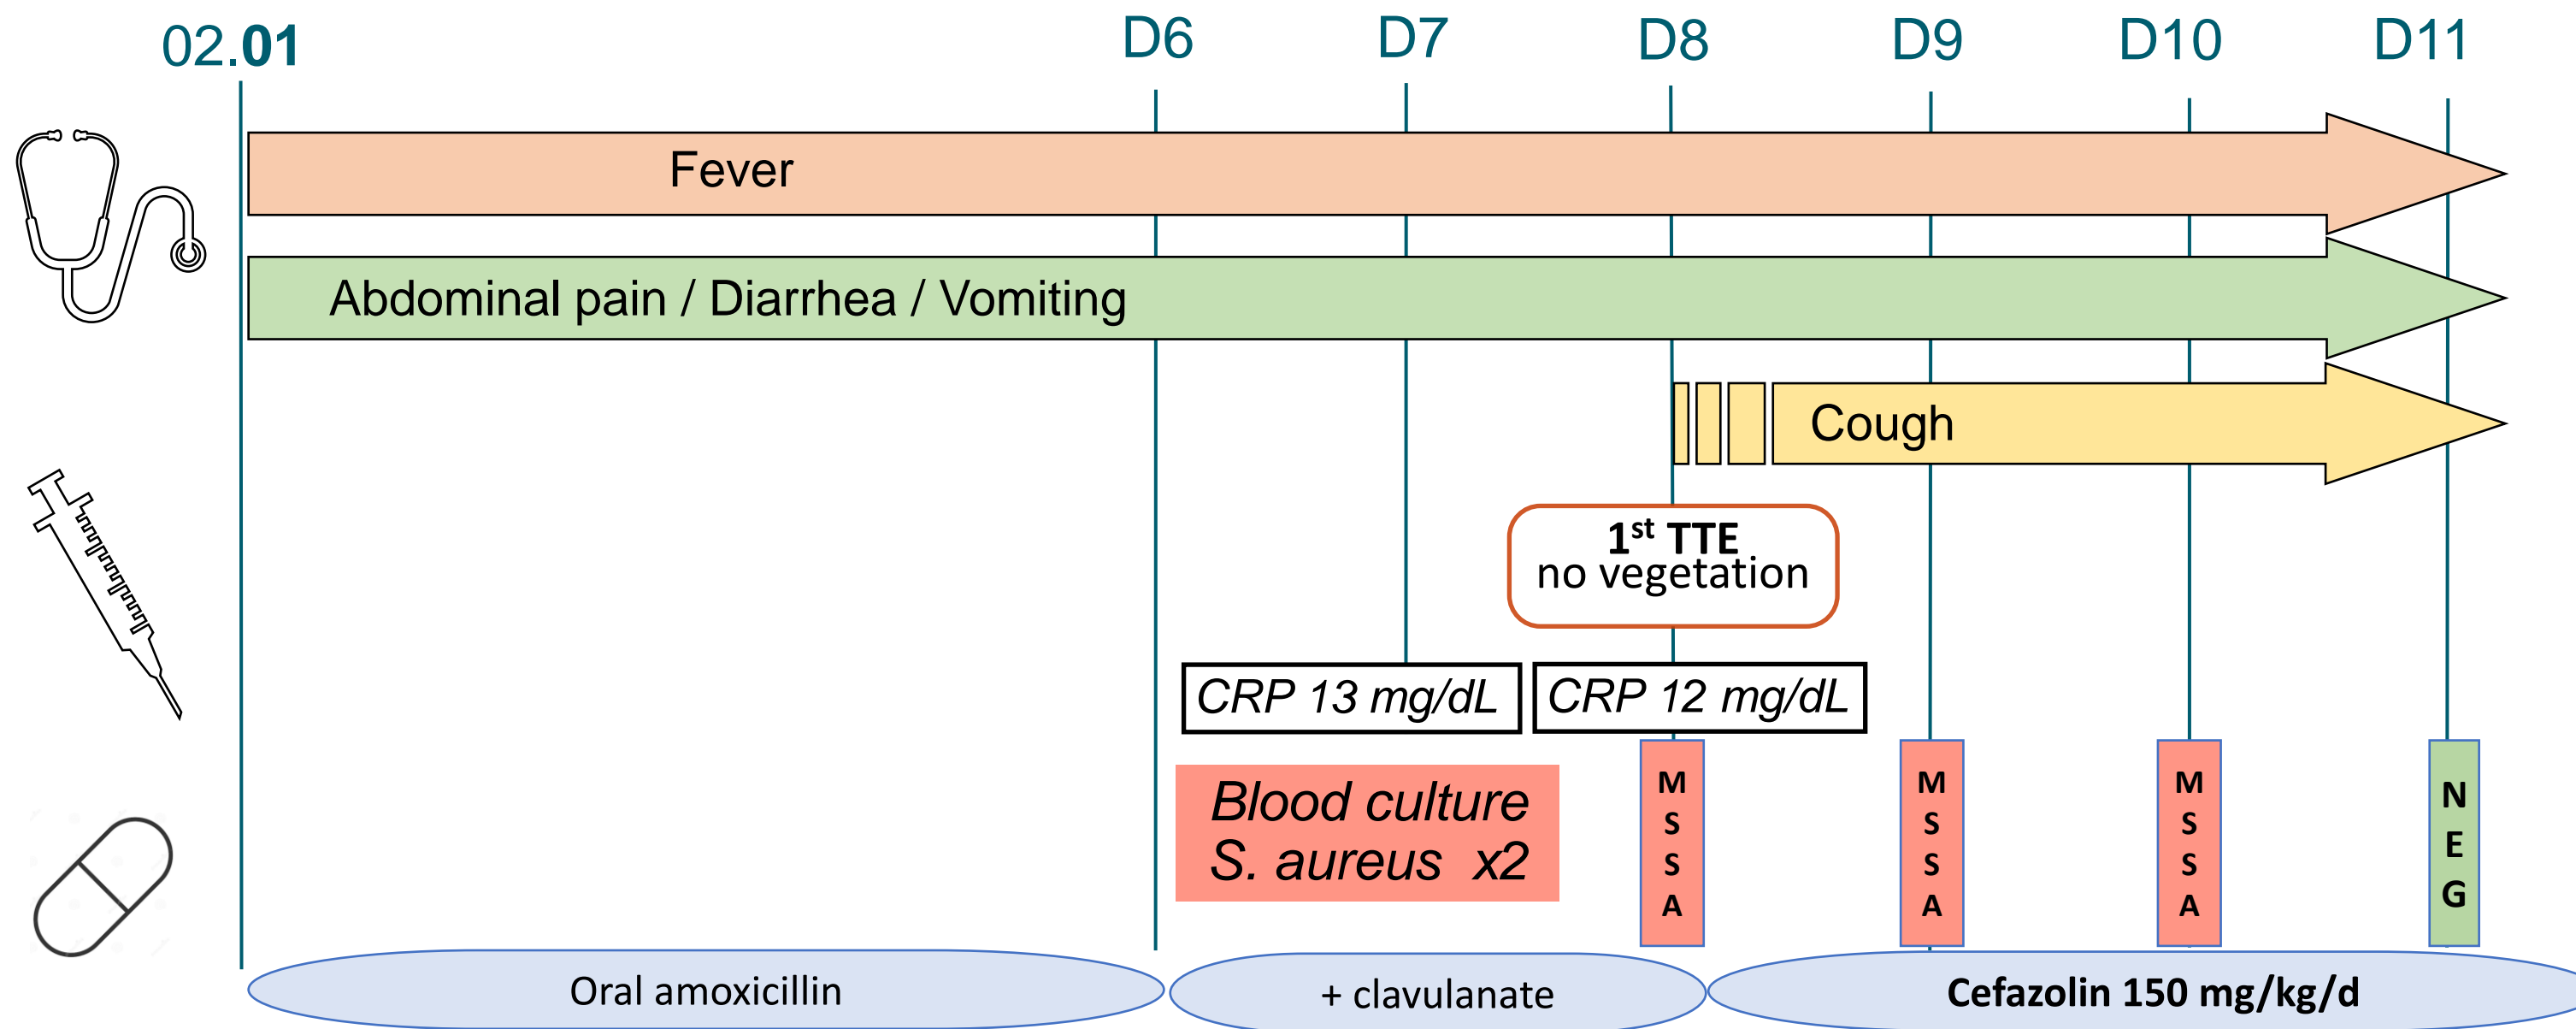 02.01 D6 D7 D8 D9 D10 D11
Fever
Abdominal pain / Diarrhea / Vomiting
Cough
1st TTE
no vegetation
CRP 13 mg/dL
CRP 12 mg/dL
Blood culture
S. aureus x2
MSSA
MSSA
MSSA
NEG
Oral amoxicillin
+ clavulanate
Cefazolin 150 mg/kg/d